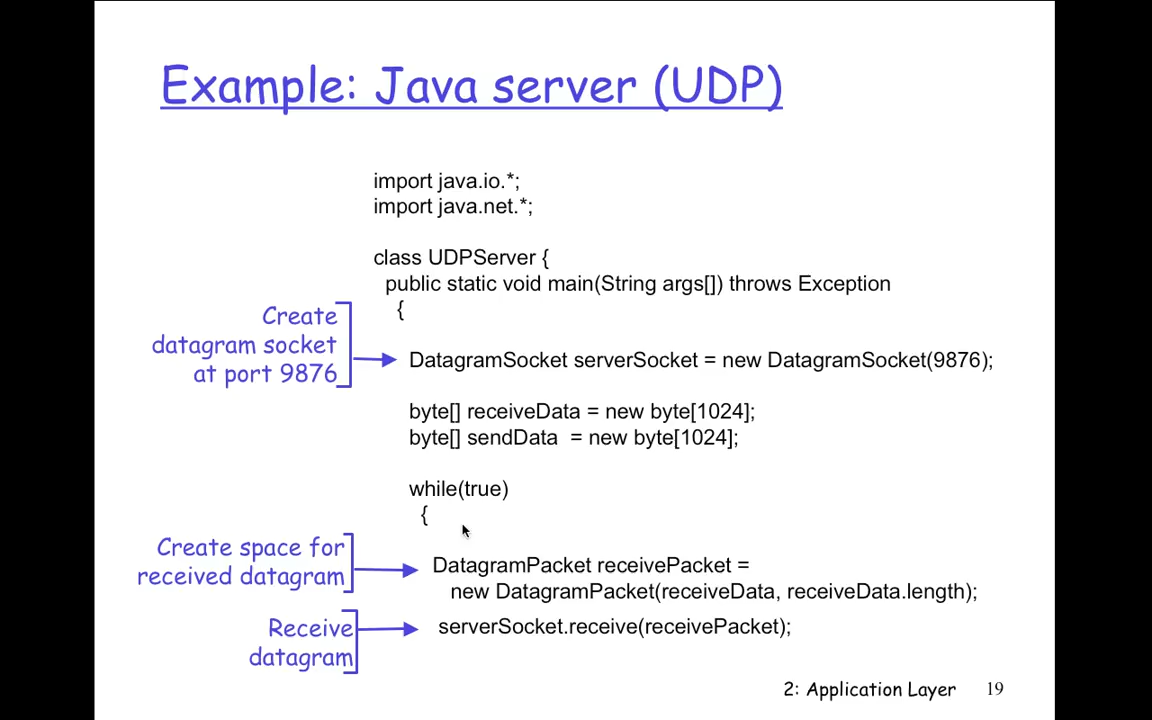 Example: Java server (UDP)
import java.io.*;
import java.net.*;
class UDPServer {
public static void main(String args[]) throws Exception
{
Create
datagram socket
at port 9876
DatagramSocket serverSocket = new DatagramSocket(9876);
byte[] receiveData = new byte[1024];
byte[] sendData  = new byte[1024];
while(true)
{
Create space for
received datagram
DatagramPacket receivePacket =
new DatagramPacket(receiveData, receiveData.length);
Receive
datagram
serverSocket.receive(receivePacket);
2: Application Layer 19